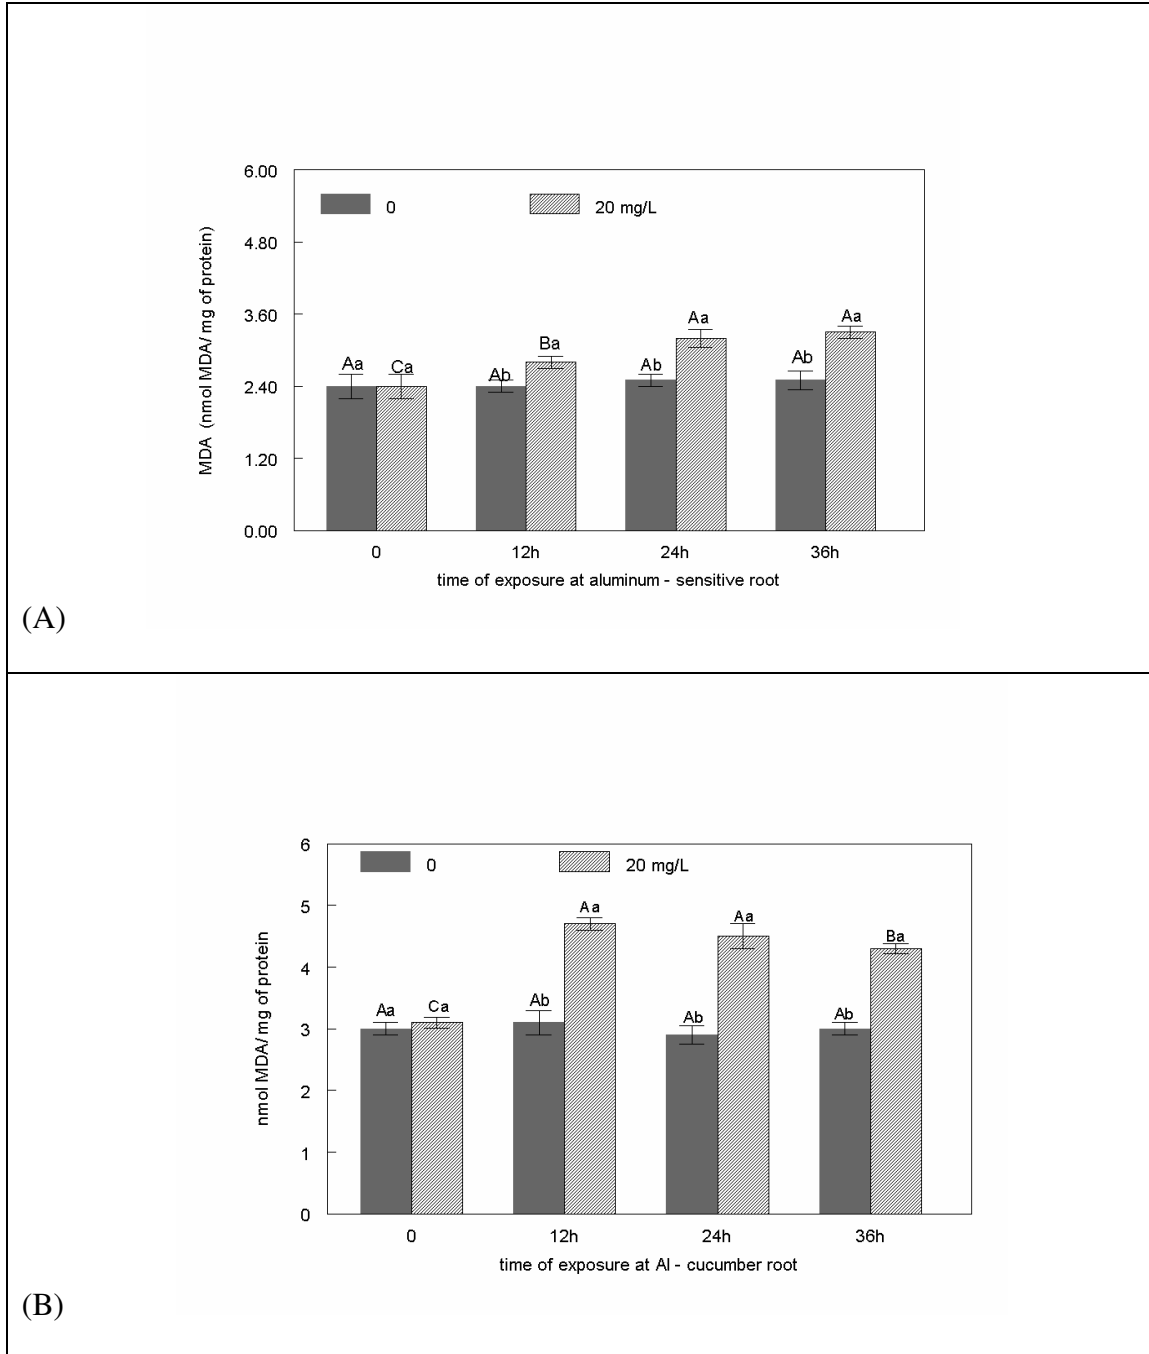 6.00
0
20 mg/L
4.80
3.60
2.40
1.20
0.00
MDA (nmol MDA/ mg of protein)
Aa
Ca
Ab
Ba
Ab
Aa
Ab
Aa
0
12h
24h
36h
time of exposure at aluminum - sensitive root
(A)
6
0
20 mg/L
5
4
3
2
1
0
nmol MDA/ mg of protein
Aa
Ca
Ab
Aa
Ab
Aa
Ab
Ba
0
12h
24h
36h
time of exposure at Al - cucumber root
(B)